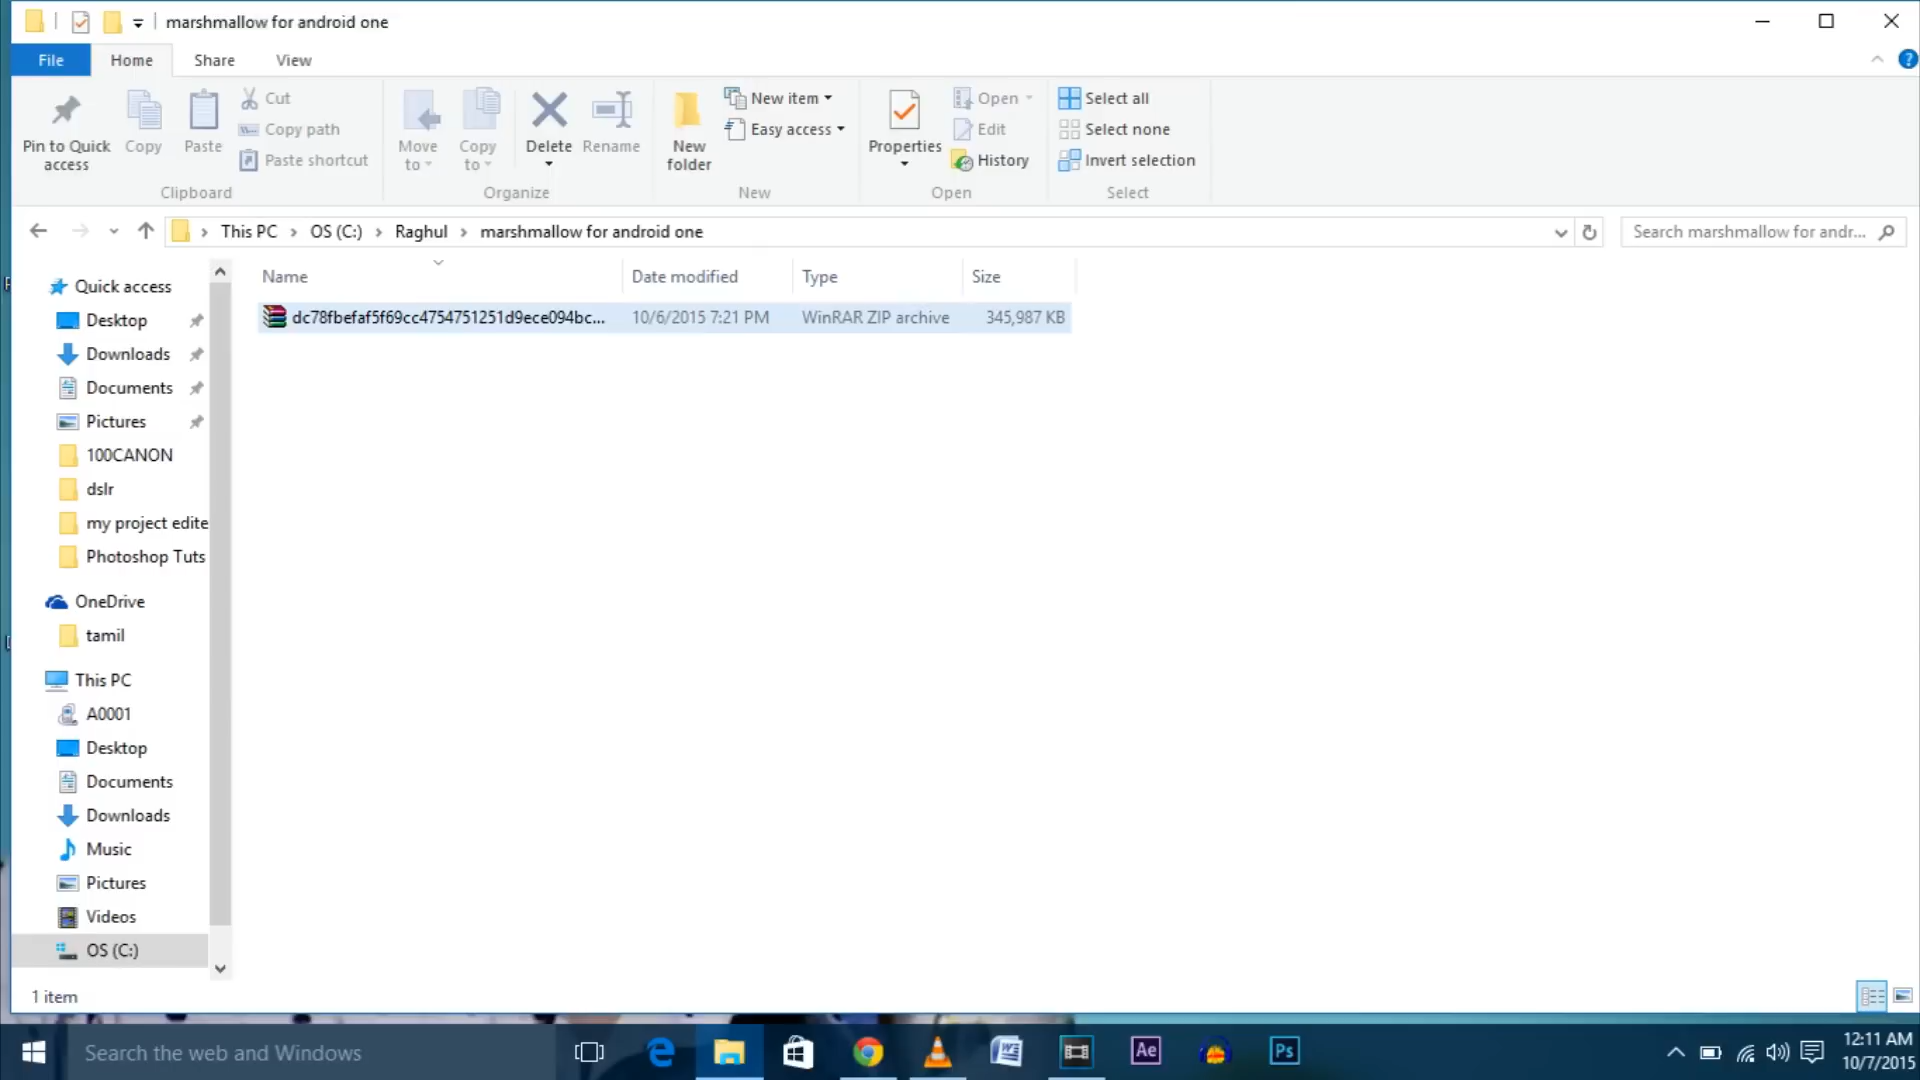 marshmallow for android one
File Home Share View
Pin to Quick access
Copy
Paste
Cut
Copy path
Paste shortcut
Clipboard
Move to
Copy to
Delete
Rename
Organize
New folder
New item
Easy access
New
Properties
Open
Edit
History
Open
Select all
Select none
Invert selection
Select
This PC OS (C:) Raghul marshmallow for android one
Search marshmallow for andr...
Name Date modified Type Size
dc78fbefaf5f69cc4754751251d9ece094bc... 10/6/2015 7:21 PM WinRAR ZIP archive 345,987 KB
Quick access
Desktop
Downloads
Documents
Pictures
100CANON
dslr
my project edite
Photoshop Tuts
OneDrive
tamil
This PC
A0001
Desktop
Documents
Downloads
Music
Pictures
Videos
OS (C:)
1 item
Search the web and Windows
Ae
Ps
12:11 AM
10/7/2015